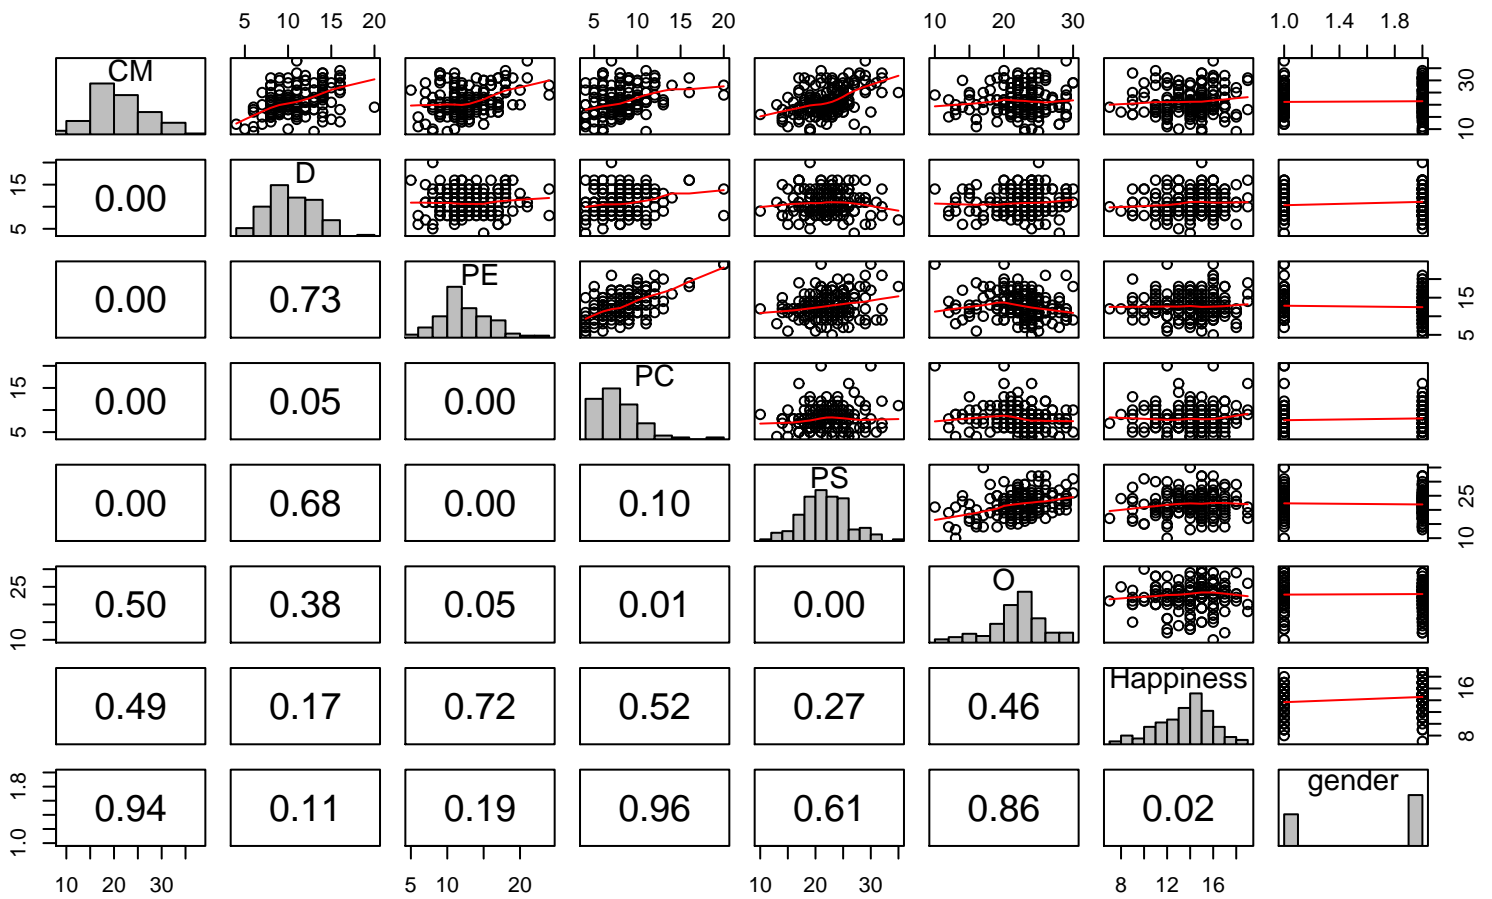 5 10 15 20 5 10 15 20 10 20 30 1.0 1.4 1.8
CM 10 30
5 15 0.00 D
0.00 0.73 PE 5 15
5 15 0.00 0.05 0.00 PC
0.00 0.68 0.00 0.10 PS 10 25
10 25 0.50 0.38 0.05 0.01 0.00 O
0.49 0.17 0.72 0.52 0.27 0.46 Happiness 8 16
1.0 1.8 0.94 0.11 0.19 0.96 0.61 0.86 0.02 gender
10 20 30 5 10 20 10 20 30 8 12 16